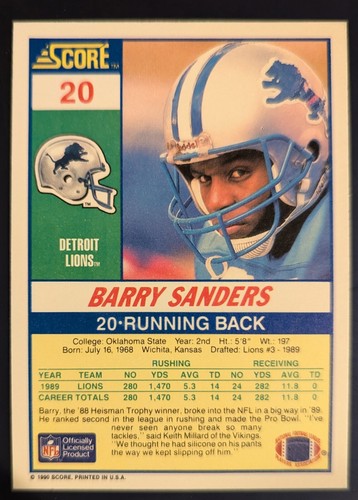 SCORE TM
20
DETROIT
LIONS™
BARRY SANDERS
20•RUNNING BACK
College: Oklahoma State Year: 2nd Ht.: 5'8" Wt.: 197
Born: July 16, 1968 Wichita, Kansas Drafted: Lions #3 - 1989
RUSHING RECEIVING
YEAR TEAM NO YDS AVG TD NO YDS AVG TD
1989 LIONS 280 1,470 5.3 14 24 282 11.8 0
CAREER TOTALS 280 1,470 5.3 14 24 282 11.8 0
Barry, the '88 Heisman Trophy winner, broke into the NFL in a big way in '89.
He ranked second in the league in rushing and made the Pro Bowl. "I've
never seen anybody break so many
tackles," said Keith Millard of the Vikings.
"We thought he had silicone on his pants
the way we kept slipping off him."
NFL
Officially
Licensed
Product
© 1990 SCORE, PRINTED IN U.S.A.